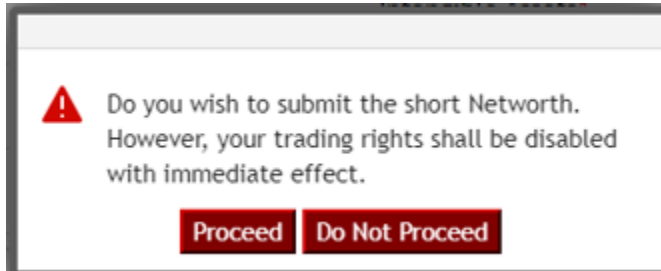 Do you wish to submit the short Networth.
However, your trading rights shall be disabled
with immediate effect.
Proceed Do Not Proceed